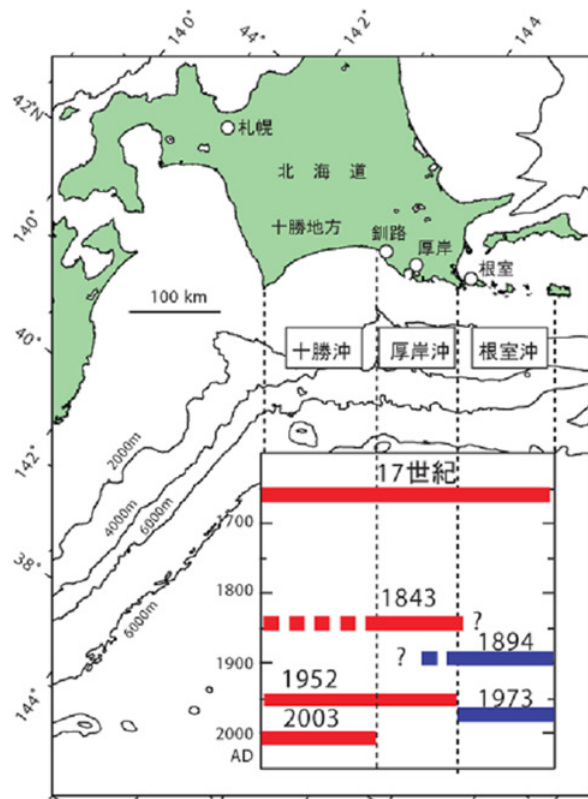 140°
44°
142°
144°
42°N
札幌
北海道
十勝地方
釧路
厚岸
根室
140°
100 km
40°
十勝沖
厚岸沖
根室沖
142°
2000m
4000m
6000m
6000m
38°
144°
17世紀
1700
1800
1843
?
?
1894
1900
1952
1973
2003
2000
AD